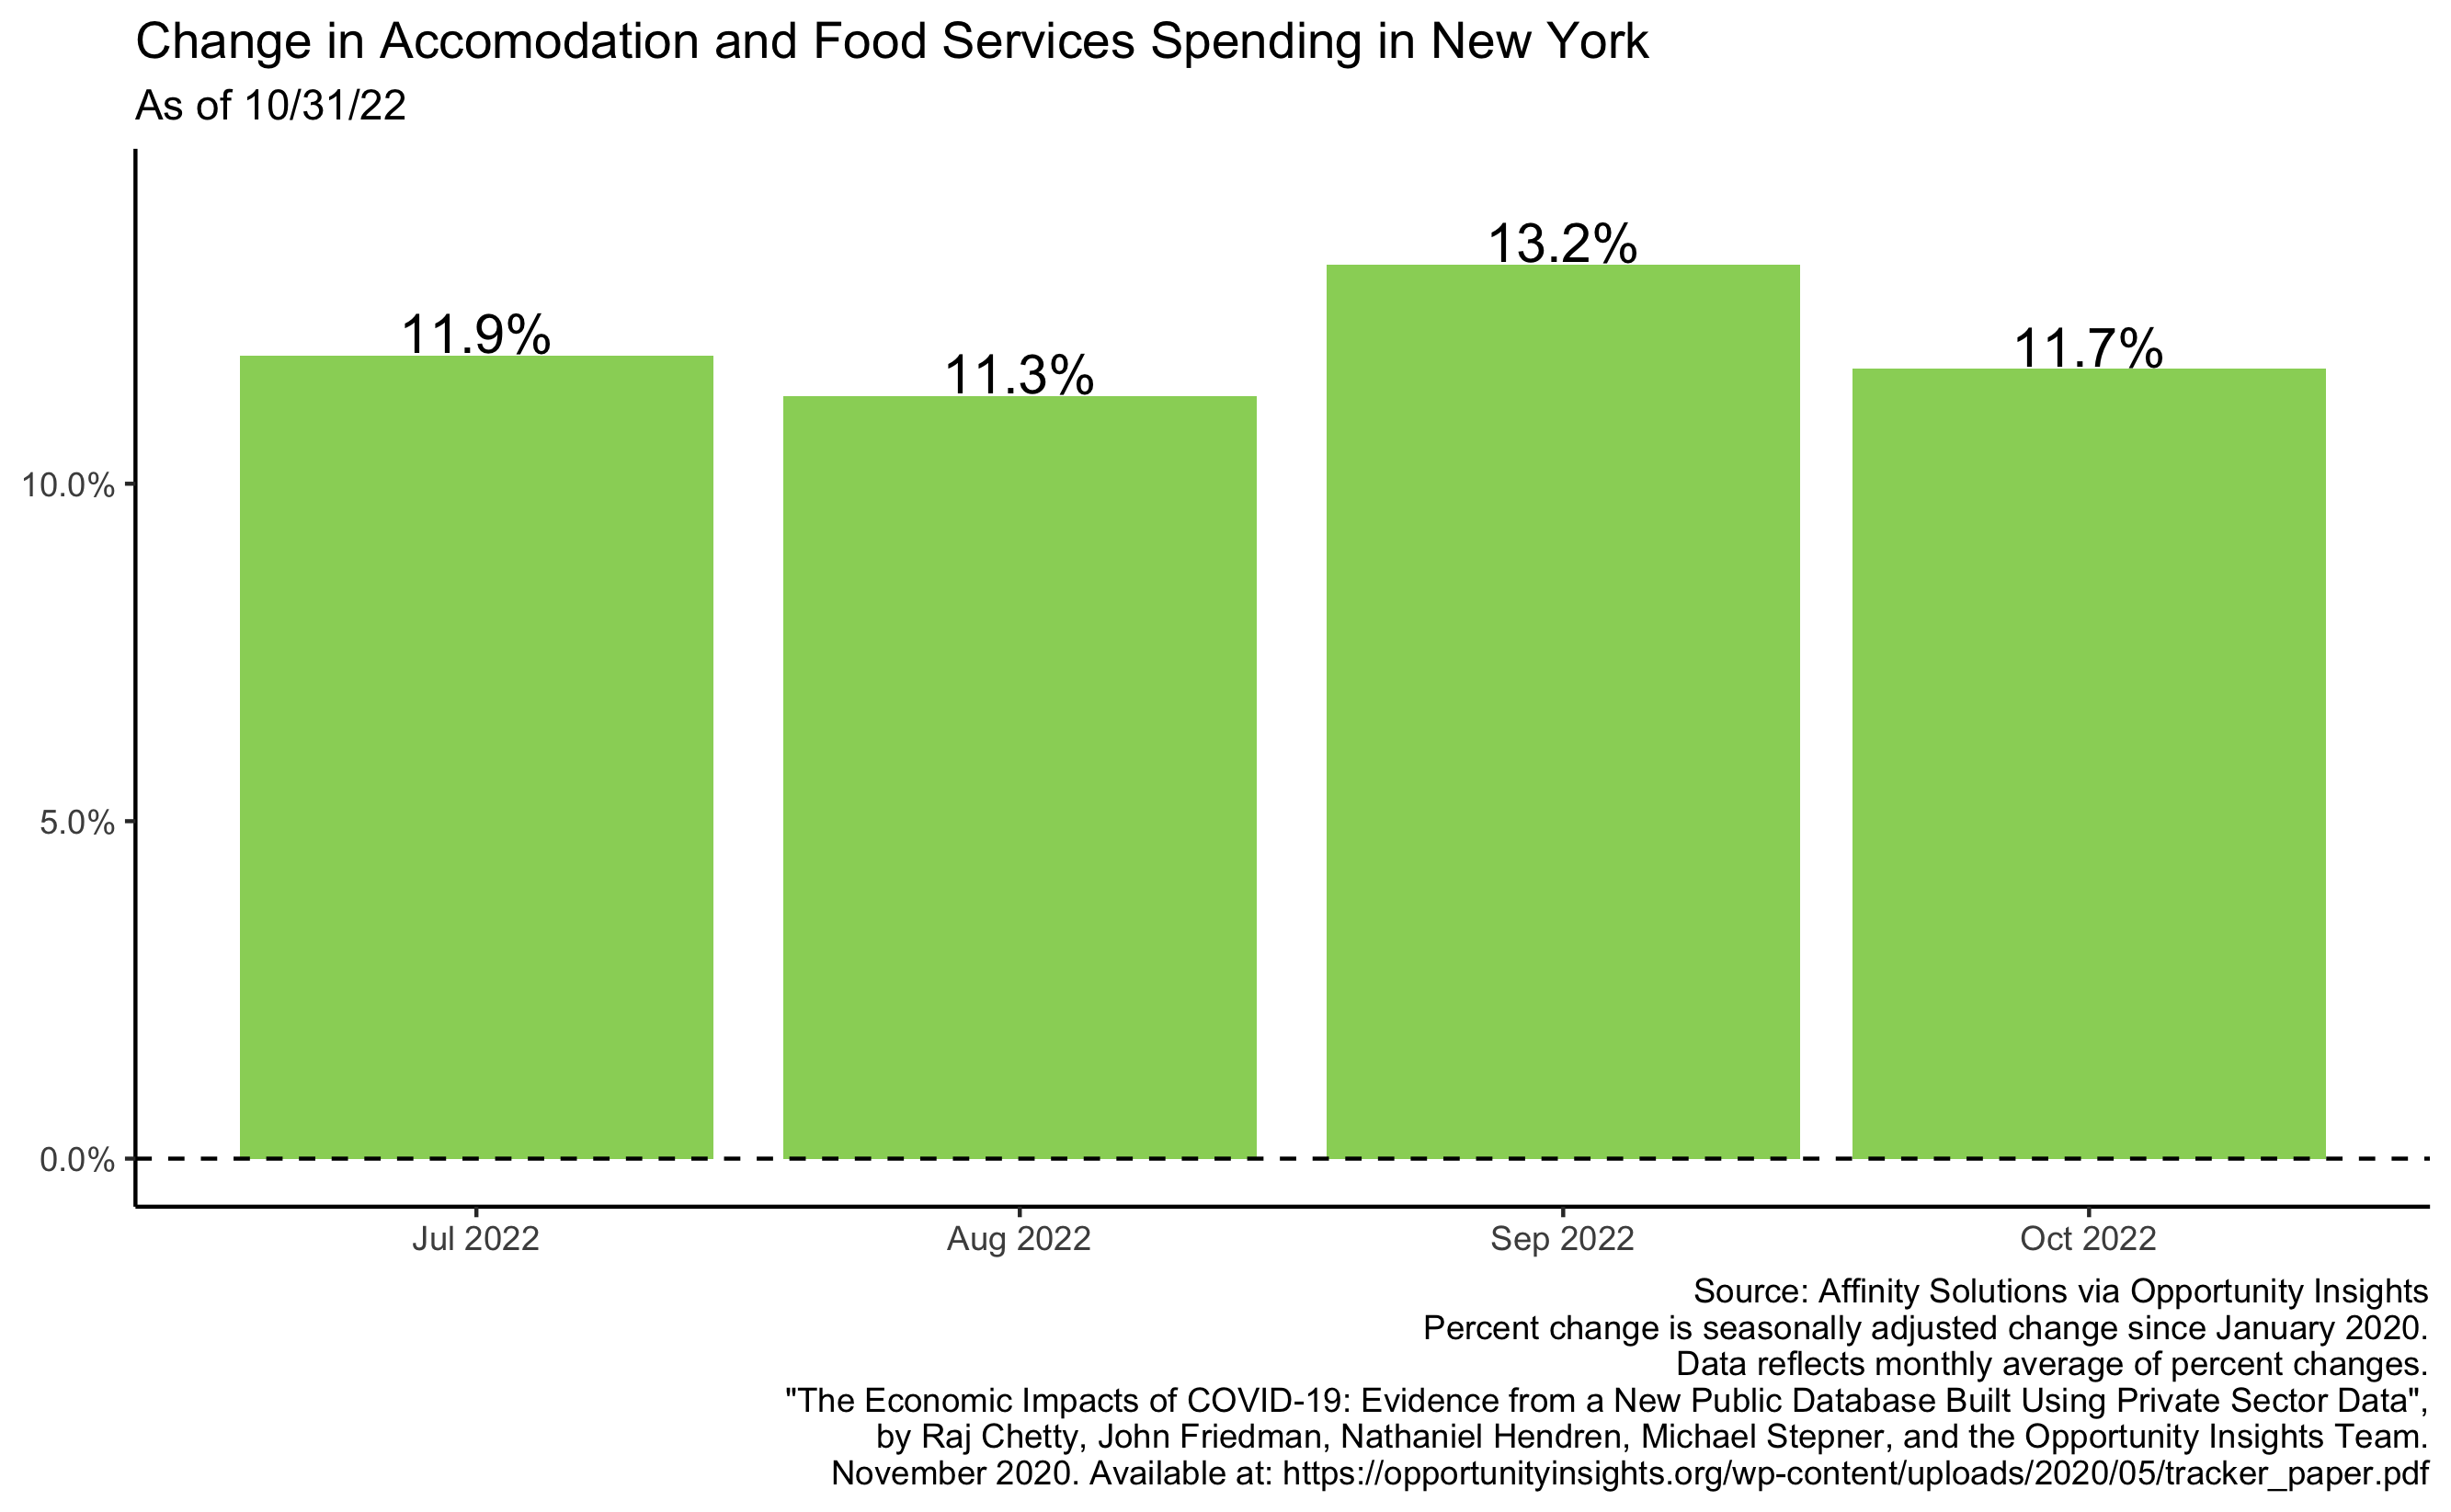 Change in Accomodation and Food Services Spending in New York
As of 10/31/22
13.2%
11.9%
11.7%
11.3%
10.0%
5.0%
0.0%
Jul 2022 Aug 2022 Sep 2022 Oct 2022
Source: Affinity Solutions via Opportunity Insights
Percent change is seasonally adjusted change since January 2020.
Data reflects monthly average of percent changes.
"The Economic Impacts of COVID-19: Evidence from a New Public Database Built Using Private Sector Data",
by Raj Chetty, John Friedman, Nathaniel Hendren, Michael Stepner, and the Opportunity Insights Team.
November 2020. Available at: https://opportunityinsights.org/wp-content/uploads/2020/05/tracker_paper.pdf